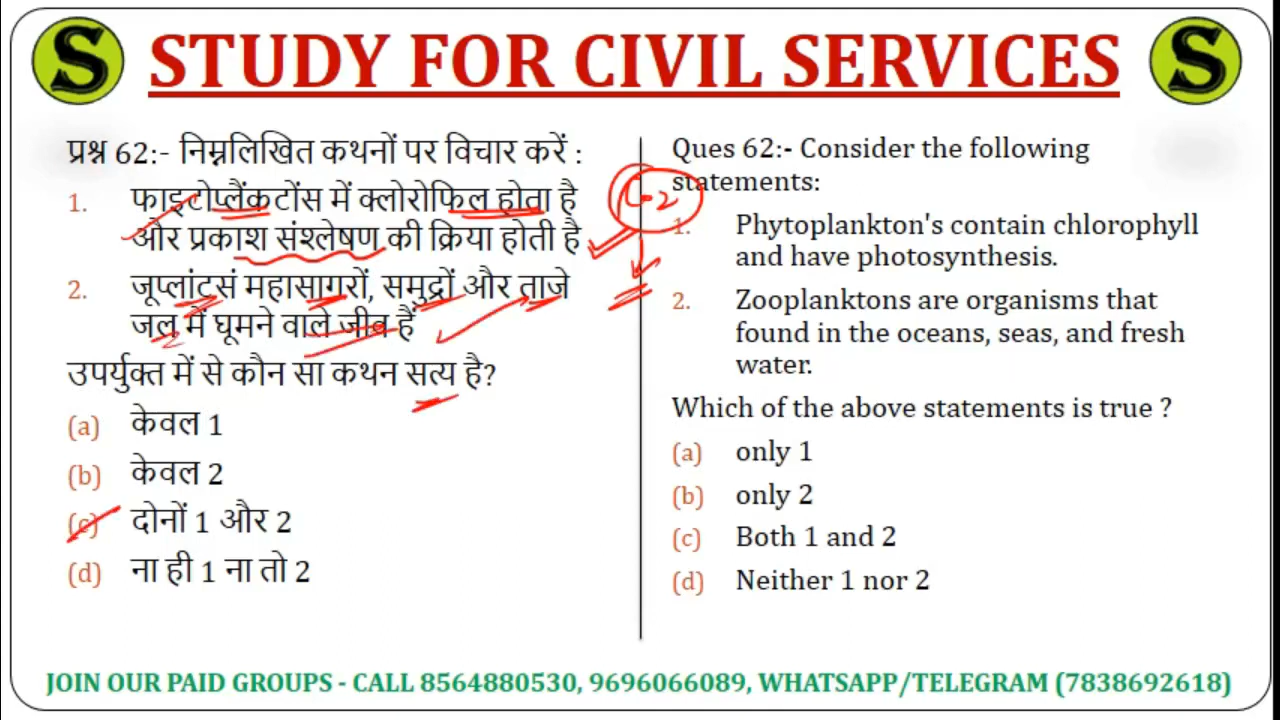 S STUDY FOR CIVIL SERVICES S
प्रश्न 62:- निम्नलिखित कथनों पर विचार करें :
1. फाइटोप्लैंकटोंस में क्लोरोफिल होता है
और प्रकाश संश्लेषण की क्रिया होती है
2. जूप्लांटसं महासागरों, समुद्रों और ताजे
जल में घूमने वाले जीव हैं
उपर्युक्त में से कौन सा कथन सत्य है?
(a) केवल 1
(b) केवल 2
(c) दोनों 1 और 2
(d) ना ही 1 ना तो 2
Ques 62:- Consider the following
statements:
1. Phytoplankton's contain chlorophyll
and have photosynthesis.
2. Zooplanktons are organisms that
found in the oceans, seas, and fresh
water.
Which of the above statements is true ?
(a) only 1
(b) only 2
(c) Both 1 and 2
(d) Neither 1 nor 2
JOIN OUR PAID GROUPS - CALL 8564880530, 9696066089, WHATSAPP/TELEGRAM (7838692618)